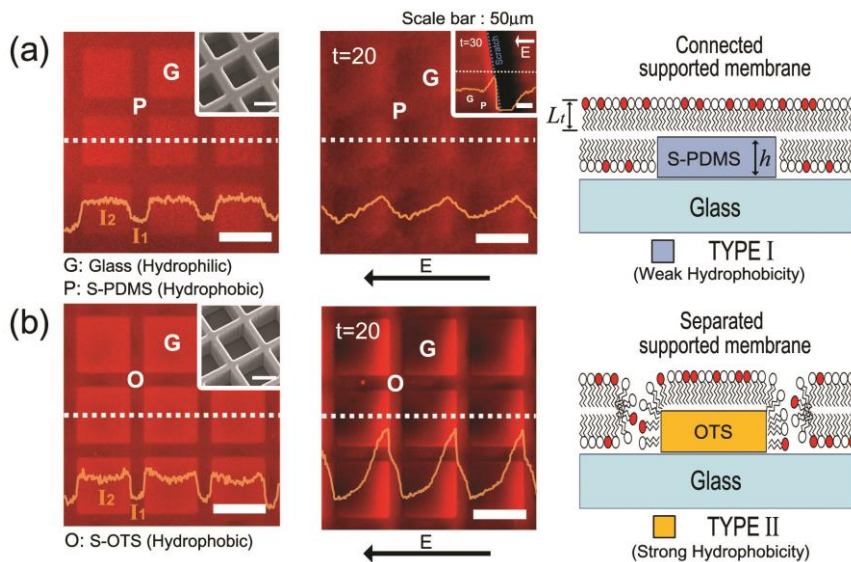 Scale bar : 50μm
(a)
G
P
I₂
I₁
G: Glass (Hydrophilic)
P: S-PDMS (Hydrophobic)
t=20
G
P
t=30
Scratch
E
G P
E
Connected
supported membrane
Lₜ
S-PDMS
h
Glass
TYPE I
(Weak Hydrophobicity)
(b)
G
O
I₂
I₁
O: S-OTS (Hydrophobic)
t=20
G
O
E
Separated
supported membrane
OTS
Glass
TYPE II
(Strong Hydrophobicity)